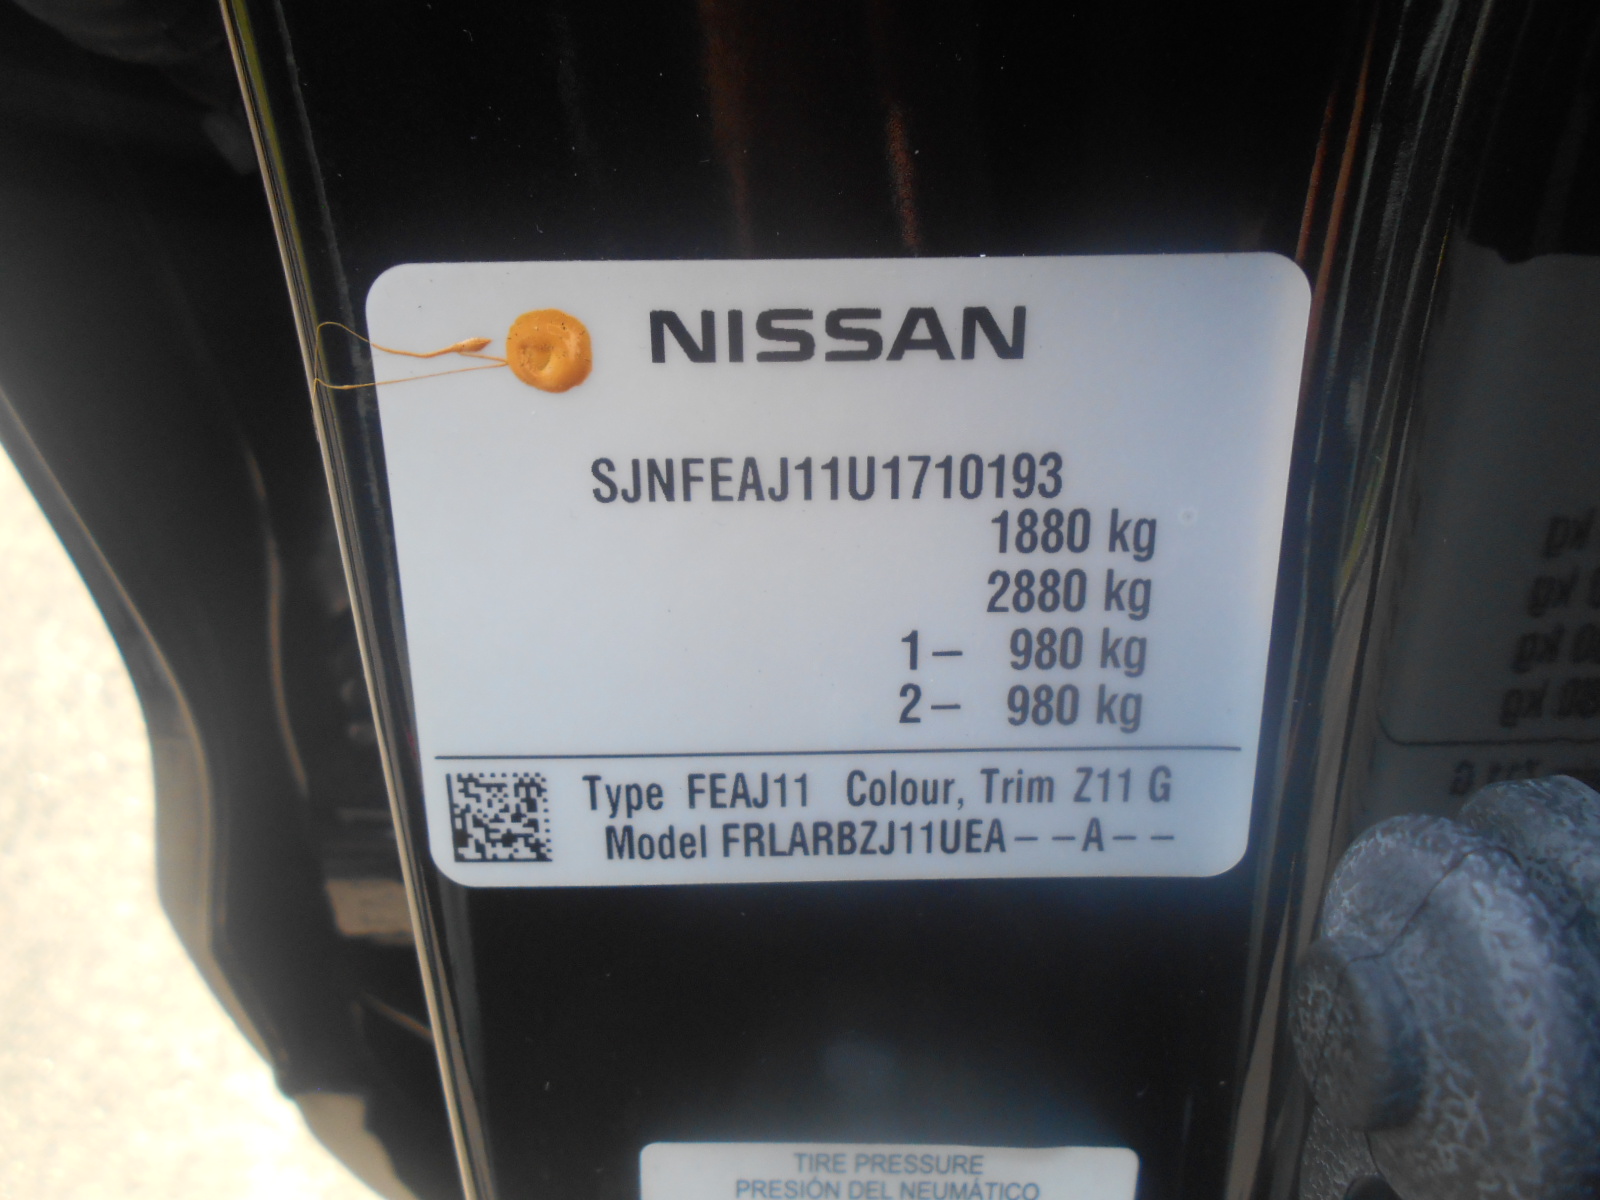 NISSAN
SJNFEAJ11U1710193
1880 kg
2880 kg
1– 980 kg
2– 980 kg
Type FEAJ11 Colour, Trim Z11 G
Model FRLARBZJ11UEA– –A– –
TIRE PRESSURE
PRESIÓN DEL NEUMÁTICO